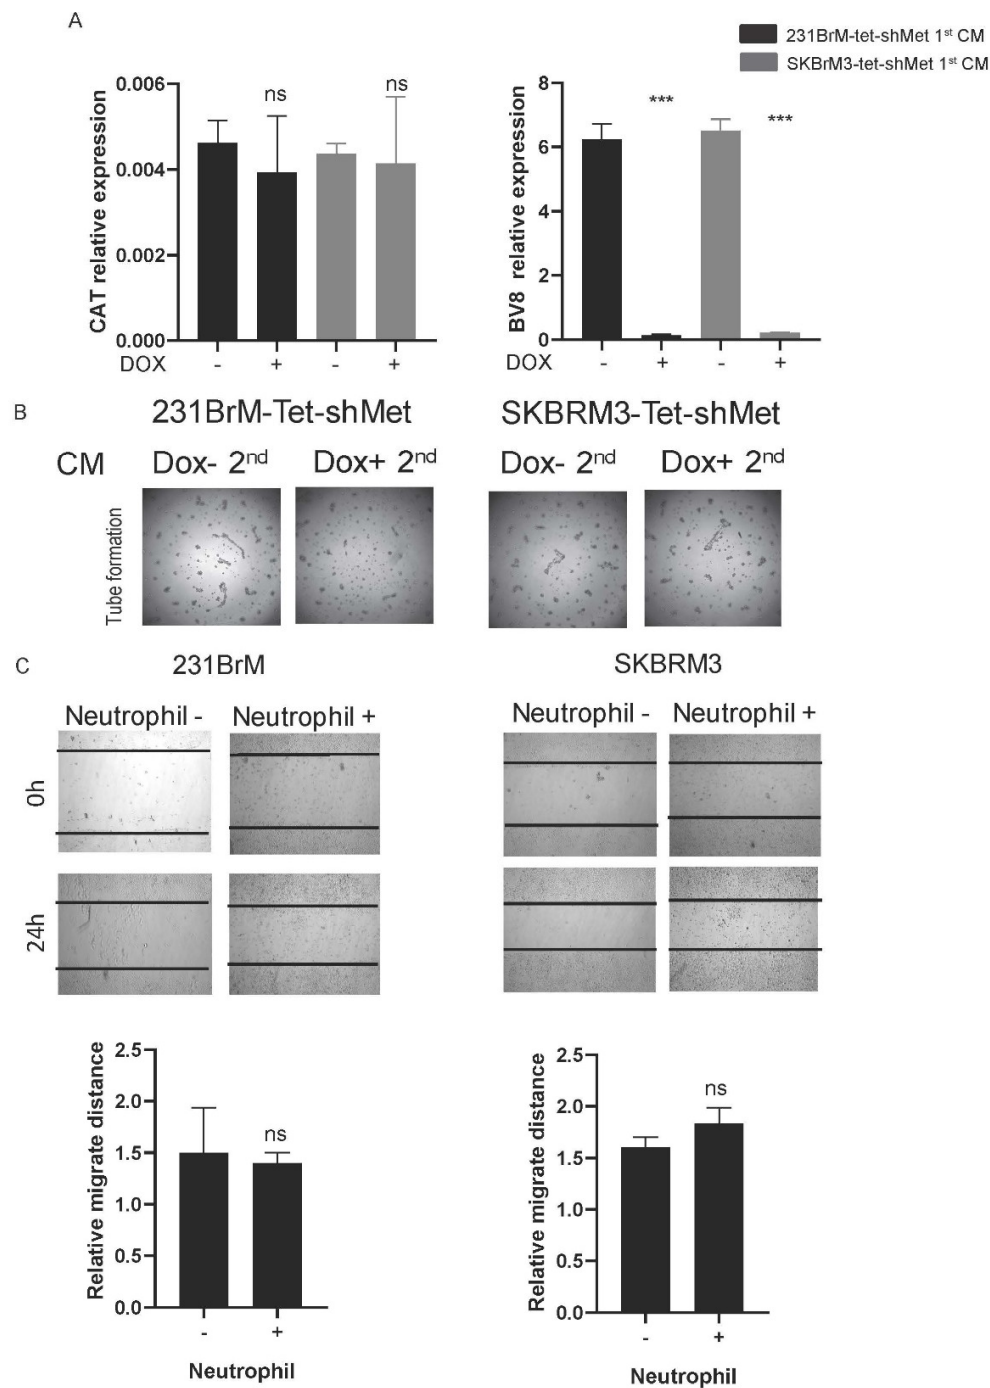 A
231BrM-tet-shMet 1st CM
SKBrM3-tet-shMet 1st CM
CAT relative expression
0.006
0.004
0.002
0.000
ns
ns
DOX - + - +
BV8 relative expression
8
6
4
2
0
***
***
DOX - + - +
B
231BrM-Tet-shMet
SKBRM3-Tet-shMet
CM
Dox- 2nd
Dox+ 2nd
Dox- 2nd
Dox+ 2nd
Tube formation
C
231BrM
SKBRM3
Neutrophil -
Neutrophil +
Neutrophil -
Neutrophil +
0h
24h
Relative migrate distance
2.5
2.0
1.5
1.0
0.5
0.0
ns
- +
Neutrophil
Relative migrate distance
2.5
2.0
1.5
1.0
0.5
0.0
ns
- +
Neutrophil